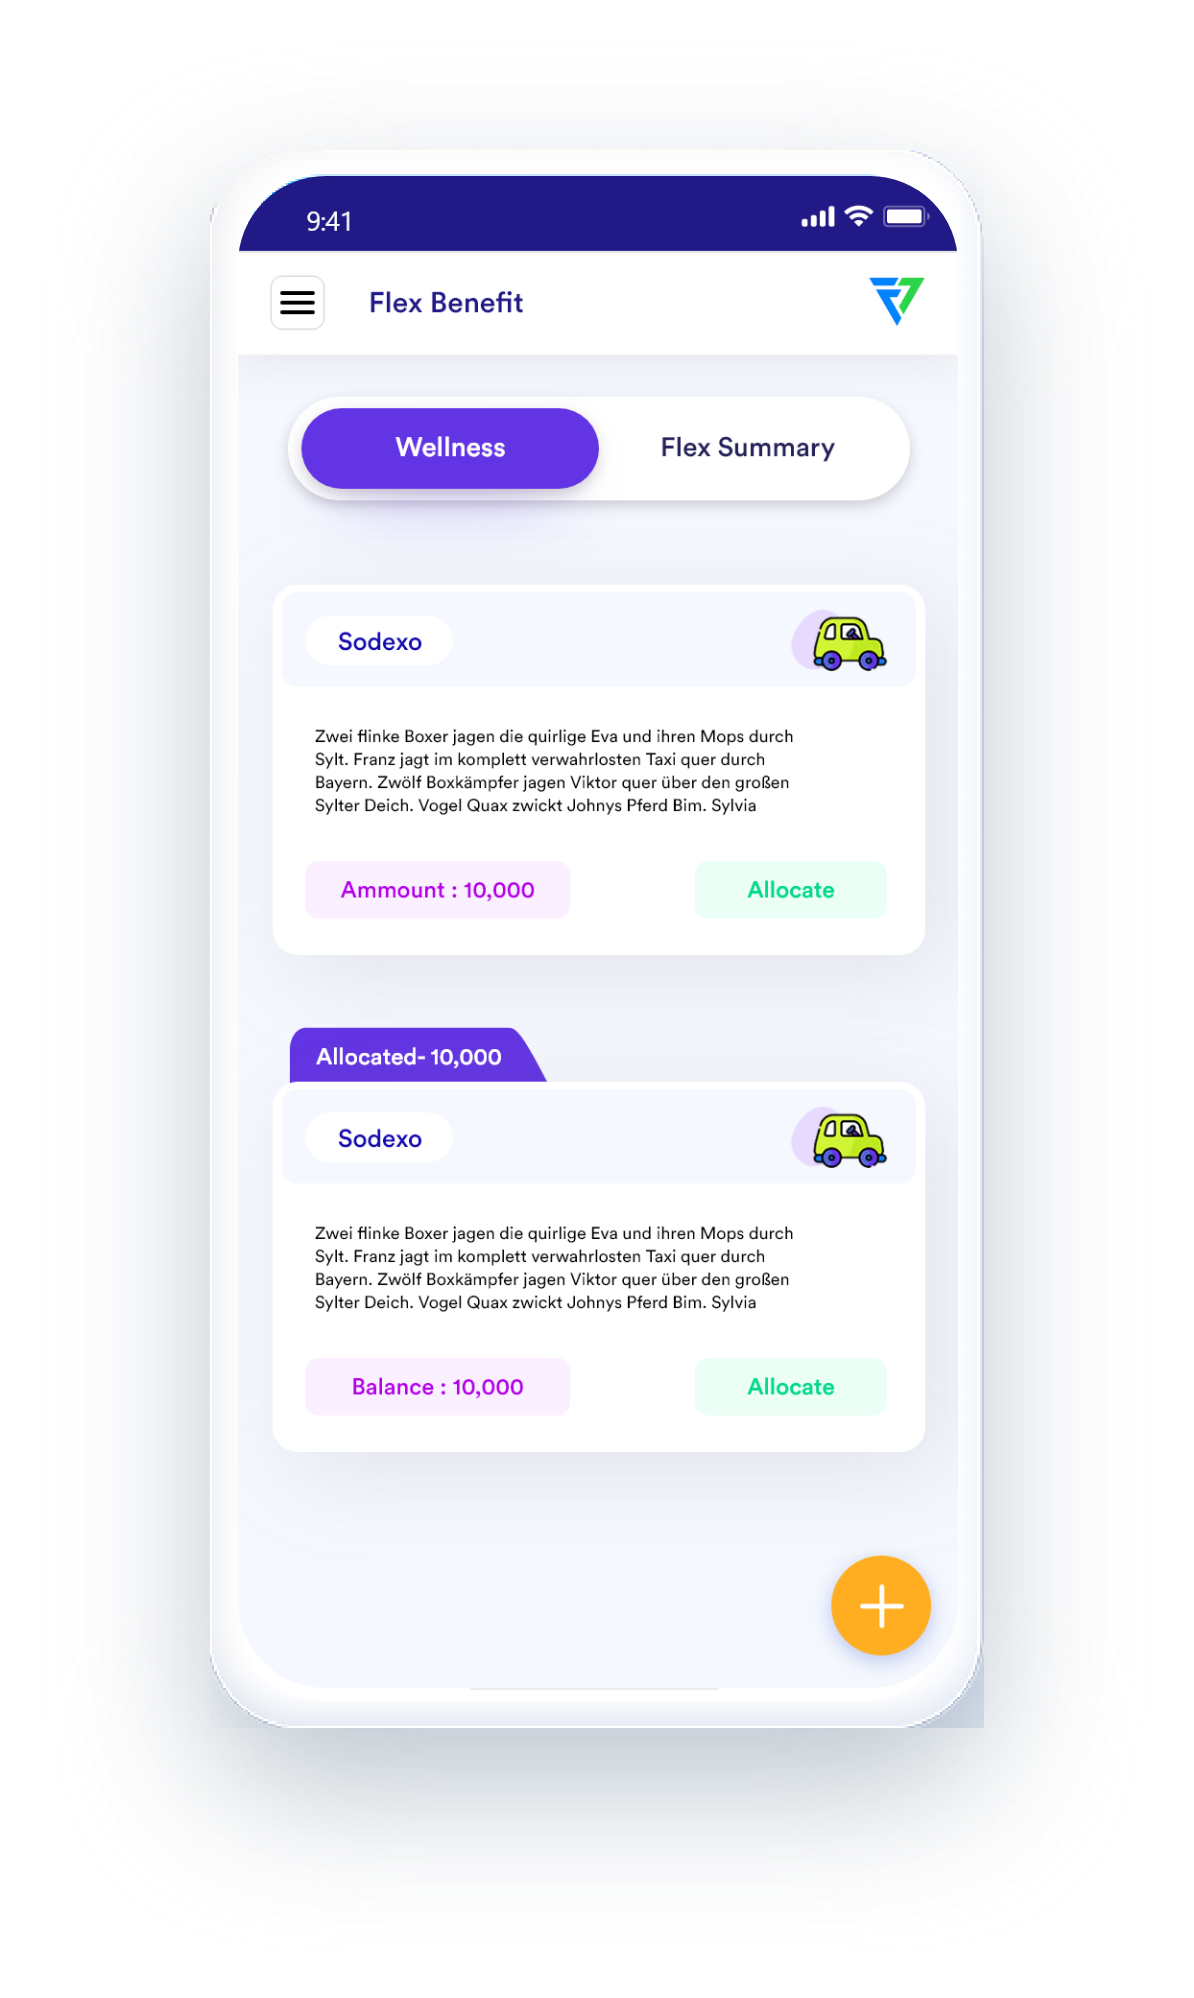 9:41
Flex Benefit
Wellness
Flex Summary
Sodexo
Zwei flinke Boxer jagen die quirlige Eva und ihren Mops durch
Sylt. Franz jagt im komplett verwahrlosten Taxi quer durch
Bayern. Zwölf Boxkämpfer jagen Viktor quer über den großen
Sylter Deich. Vogel Quax zwickt Johnys Pferd Bim. Sylvia
Ammount : 10,000
Allocate
Allocated- 10,000
Sodexo
Zwei flinke Boxer jagen die quirlige Eva und ihren Mops durch
Sylt. Franz jagt im komplett verwahrlosten Taxi quer durch
Bayern. Zwölf Boxkämpfer jagen Viktor quer über den großen
Sylter Deich. Vogel Quax zwickt Johnys Pferd Bim. Sylvia
Balance : 10,000
Allocate